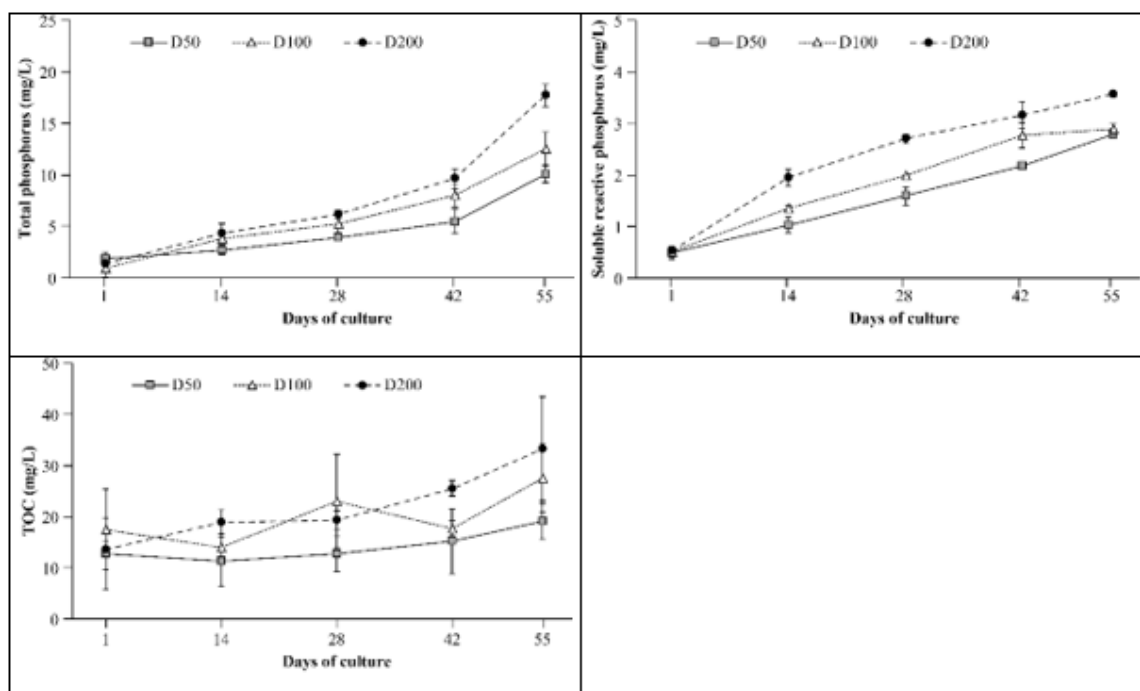 D50 D100 D200
Total phosphorus (mg/L)
25
20
15
10
5
0
1 14 28 42 55
Days of culture
D50 D100 D200
Soluble reactive phosphorus (mg/L)
5
4
3
2
1
0
1 14 28 42 55
Days of culture
D50 D100 D200
TOC (mg/L)
50
40
30
20
10
0
1 14 28 42 55
Days of culture